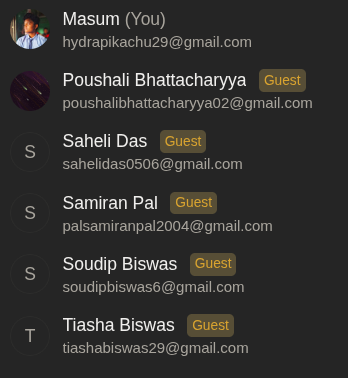 Masum (You)
hydrapikachu29@gmail.com
Poushali Bhattacharyya Guest
poushalibhattacharyya02@gmail.com
S
Saheli Das Guest
sahelidas0506@gmail.com
S
Samiran Pal Guest
palsamiranpal2004@gmail.com
S
Soudip Biswas Guest
soudipbiswas6@gmail.com
T
Tiasha Biswas Guest
tiashabiswas29@gmail.com